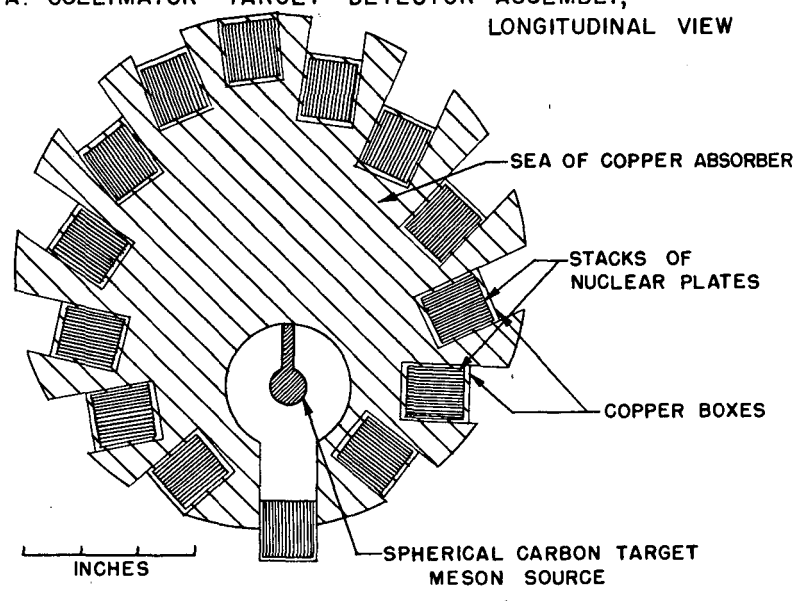 A. COLLIMATOR TARGET DETECTOR ASSEMBLY,
LONGITUDINAL VIEW
SEA OF COPPER ABSORBER
STACKS OF
NUCLEAR PLATES
COPPER BOXES
SPHERICAL CARBON TARGET
MESON SOURCE
INCHES